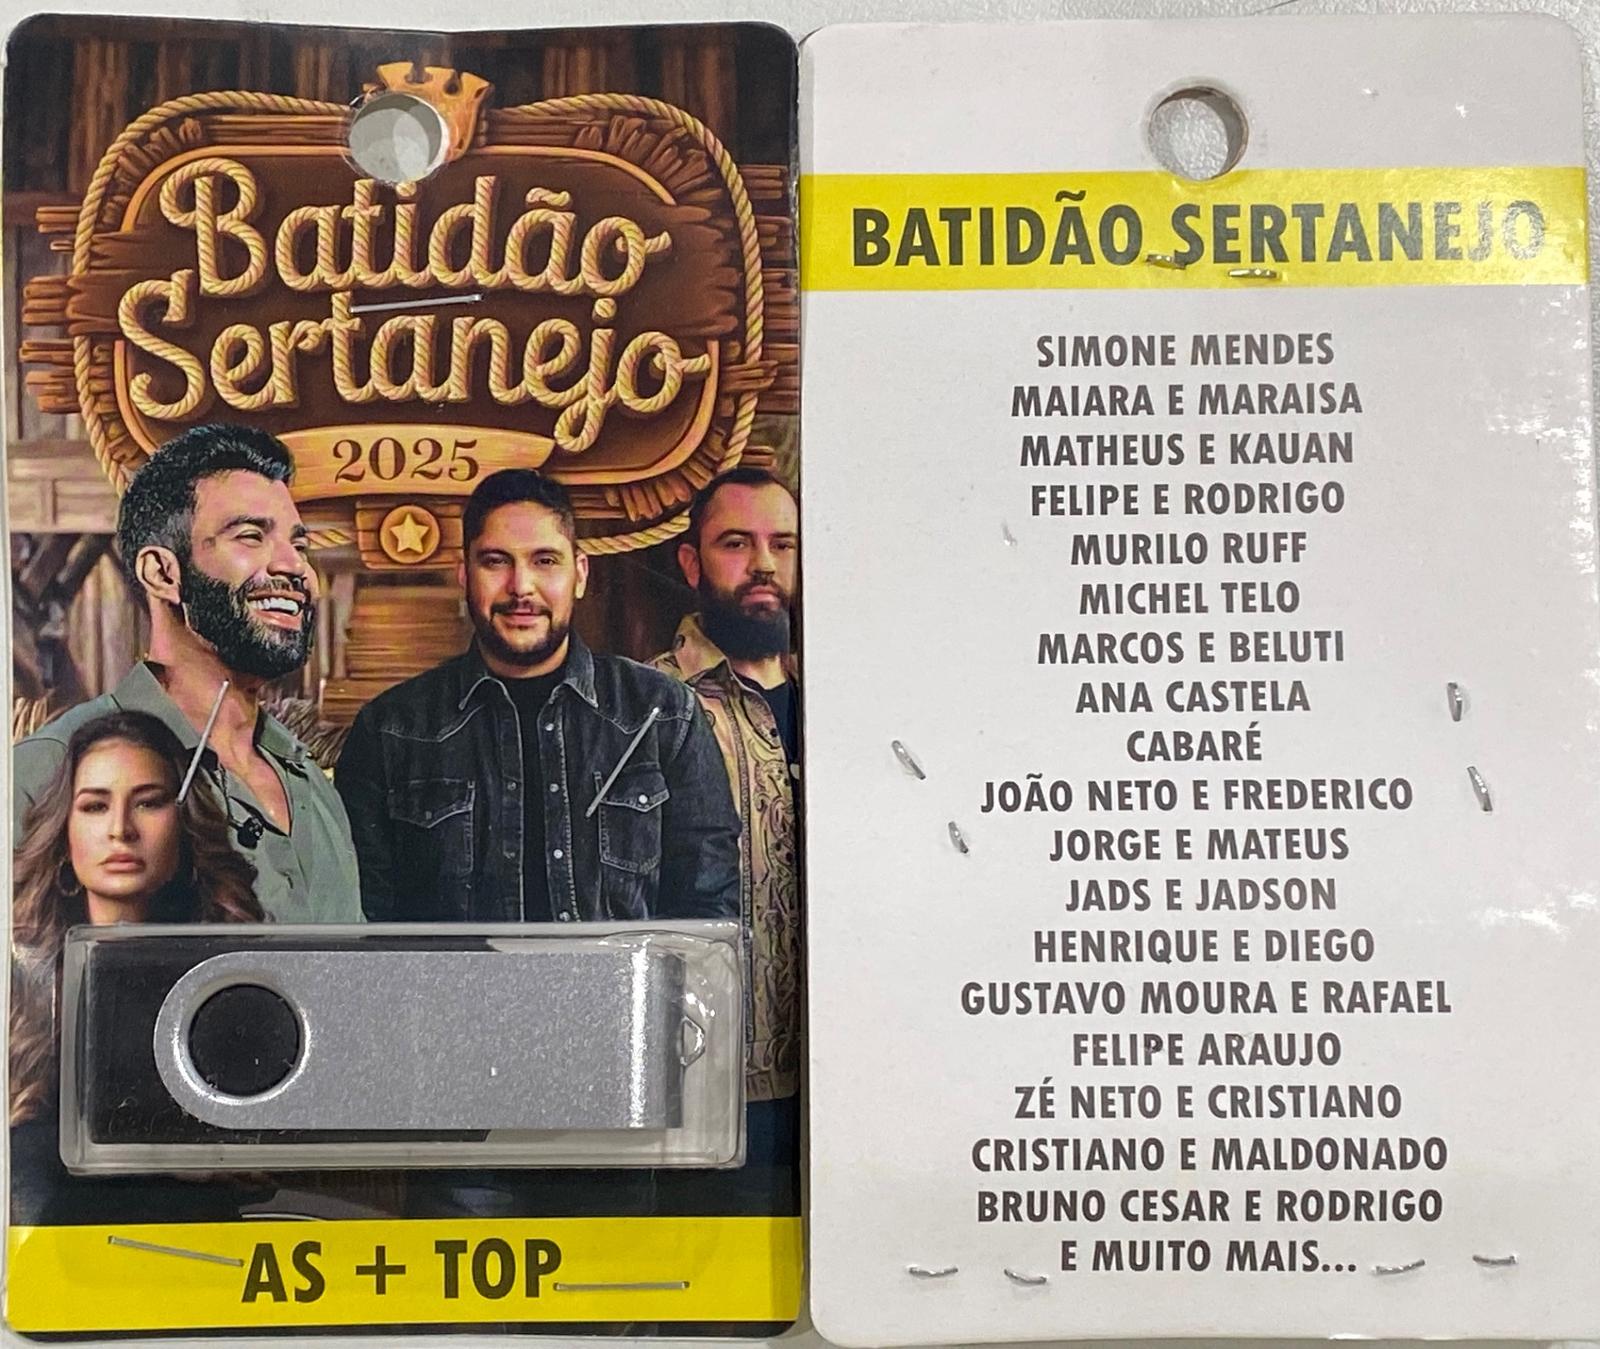 Batidão
Sertanejo
2025
AS + TOP
BATIDÃO SERTANEJO
SIMONE MENDES
MAIARA E MARAISA
MATHEUS E KAUAN
FELIPE E RODRIGO
MURILO RUFF
MICHEL TELO
MARCOS E BELUTI
ANA CASTELA
CABARÉ
JOÃO NETO E FREDERICO
JORGE E MATEUS
JADS E JADSON
HENRIQUE E DIEGO
GUSTAVO MOURA E RAFAEL
FELIPE ARAUJO
ZÉ NETO E CRISTIANO
CRISTIANO E MALDONADO
BRUNO CESAR E RODRIGO
E MUITO MAIS...